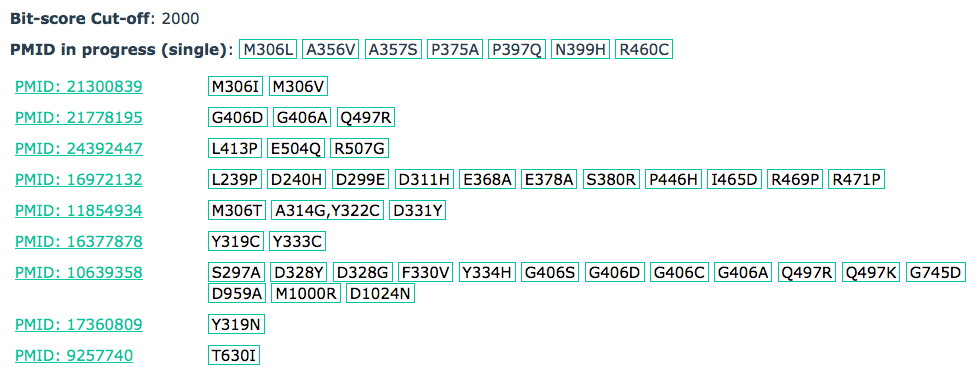 Bit-score Cut-off: 2000
PMID in progress (single): M306L A356V A357S P375A P397Q N399H R460C
PMID: 21300839 M306I M306V
PMID: 21778195 G406D G406A Q497R
PMID: 24392447 L413P E504Q R507G
PMID: 16972132 L239P D240H D299E D311H E368A E378A S380R P446H I465D R469P R471P
PMID: 11854934 M306T A314G,Y322C D331Y
PMID: 16377878 Y319C Y333C
PMID: 10639358 S297A D328Y D328G F330V Y334H G406S G406D G406C G406A Q497R Q497K G745D
D959A M1000R D1024N
PMID: 17360809 Y319N
PMID: 9257740 T630I